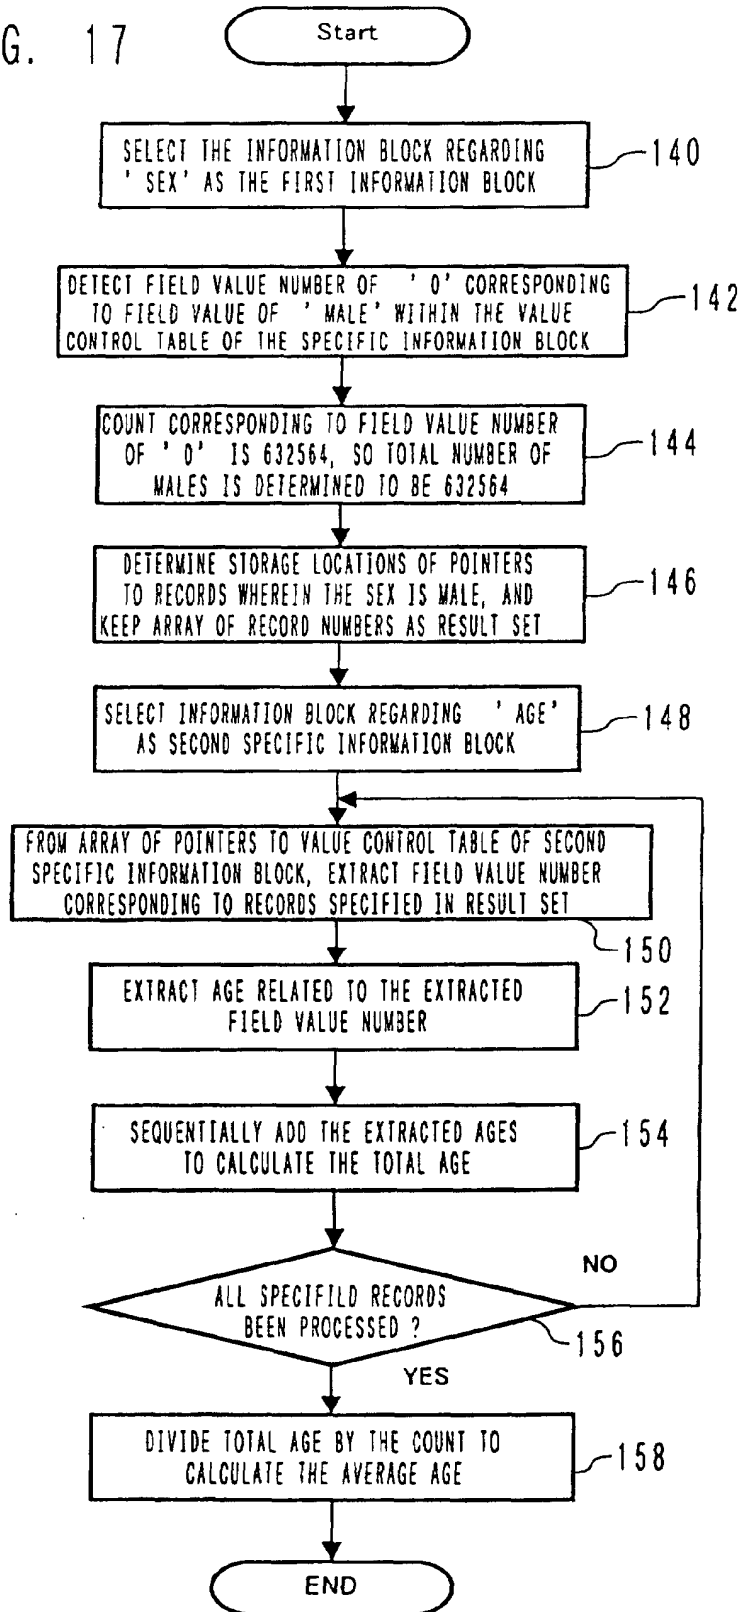 G. 17
Start
SELECT THE INFORMATION BLOCK REGARDING
' SEX' AS THE FIRST INFORMATION BLOCK
140
DETECT FIELD VALUE NUMBER OF ' 0' CORRESPONDING
TO FIELD VALUE OF ' MALE' WITHIN THE VALUE
CONTROL TABLE OF THE SPECIFIC INFORMATION BLOCK
142
COUNT CORRESPONDING TO FIELD VALUE NUMBER
OF ' 0' IS 632564, SO TOTAL NUMBER OF
MALES IS DETERMINED TO BE 632564
144
DETERMINE STORAGE LOCATIONS OF POINTERS
TO RECORDS WHEREIN THE SEX IS MALE, AND
KEEP ARRAY OF RECORD NUMBERS AS RESULT SET
146
SELECT INFORMATION BLOCK REGARDING ' AGE'
AS SECOND SPECIFIC INFORMATION BLOCK
148
FROM ARRAY OF POINTERS TO VALUE CONTROL TABLE OF SECOND
SPECIFIC INFORMATION BLOCK, EXTRACT FIELD VALUE NUMBER
CORRESPONDING TO RECORDS SPECIFIED IN RESULT SET
150
EXTRACT AGE RELATED TO THE EXTRACTED
FIELD VALUE NUMBER
152
SEQUENTIALLY ADD THE EXTRACTED AGES
TO CALCULATE THE TOTAL AGE
154
NO
ALL SPECIFILD RECORDS
BEEN PROCESSED ?
156
YES
DIVIDE TOTAL AGE BY THE COUNT TO
CALCULATE THE AVERAGE AGE
158
END